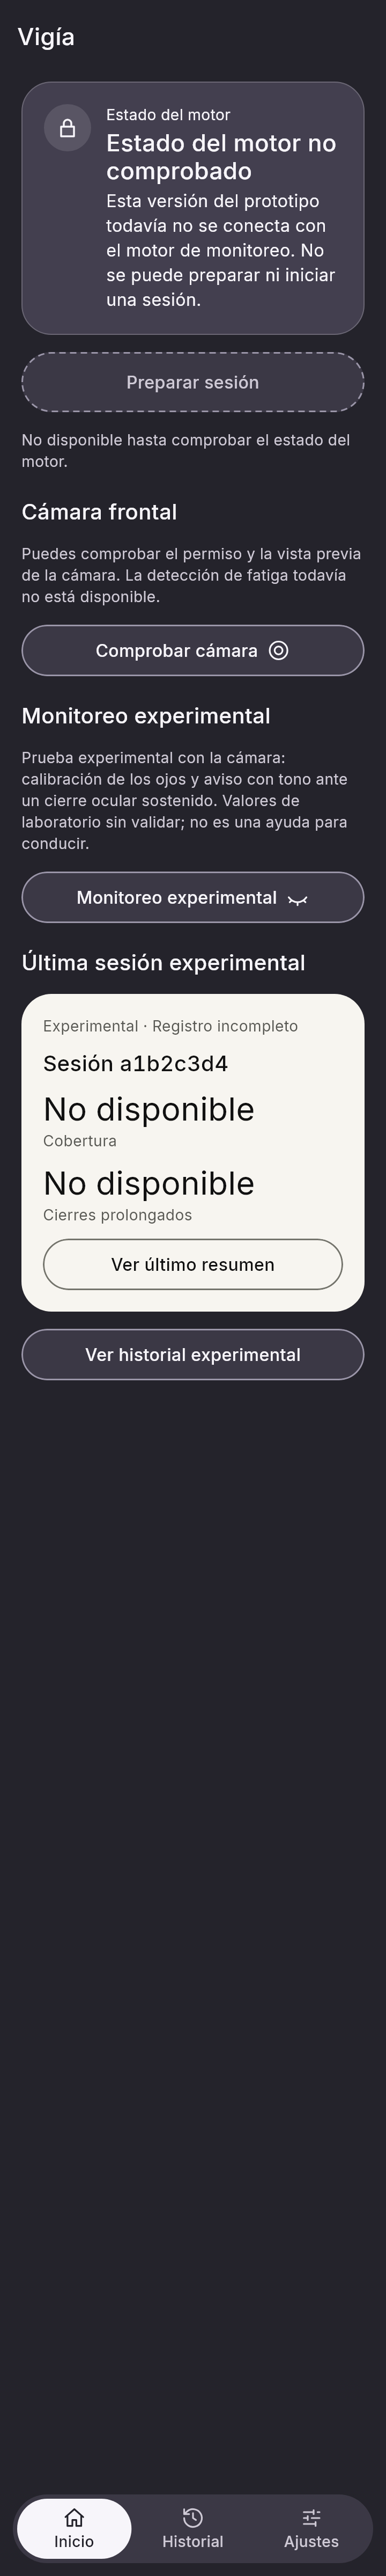 Vigía
Estado del motor
Estado del motor no
comprobado
Esta versión del prototipo
todavía no se conecta con
el motor de monitoreo. No
se puede preparar ni iniciar
una sesión.
Preparar sesión
No disponible hasta comprobar el estado del
motor.
Cámara frontal
Puedes comprobar el permiso y la vista previa
de la cámara. La detección de fatiga todavía
no está disponible.
Comprobar cámara
Monitoreo experimental
Prueba experimental con la cámara:
calibración de los ojos y aviso con tono ante
un cierre ocular sostenido. Valores de
laboratorio sin validar; no es una ayuda para
conducir.
Monitoreo experimental
Última sesión experimental
Experimental · Registro incompleto
Sesión a1b2c3d4
No disponible
Cobertura
No disponible
Cierres prolongados
Ver último resumen
Ver historial experimental
Inicio
Historial
Ajustes